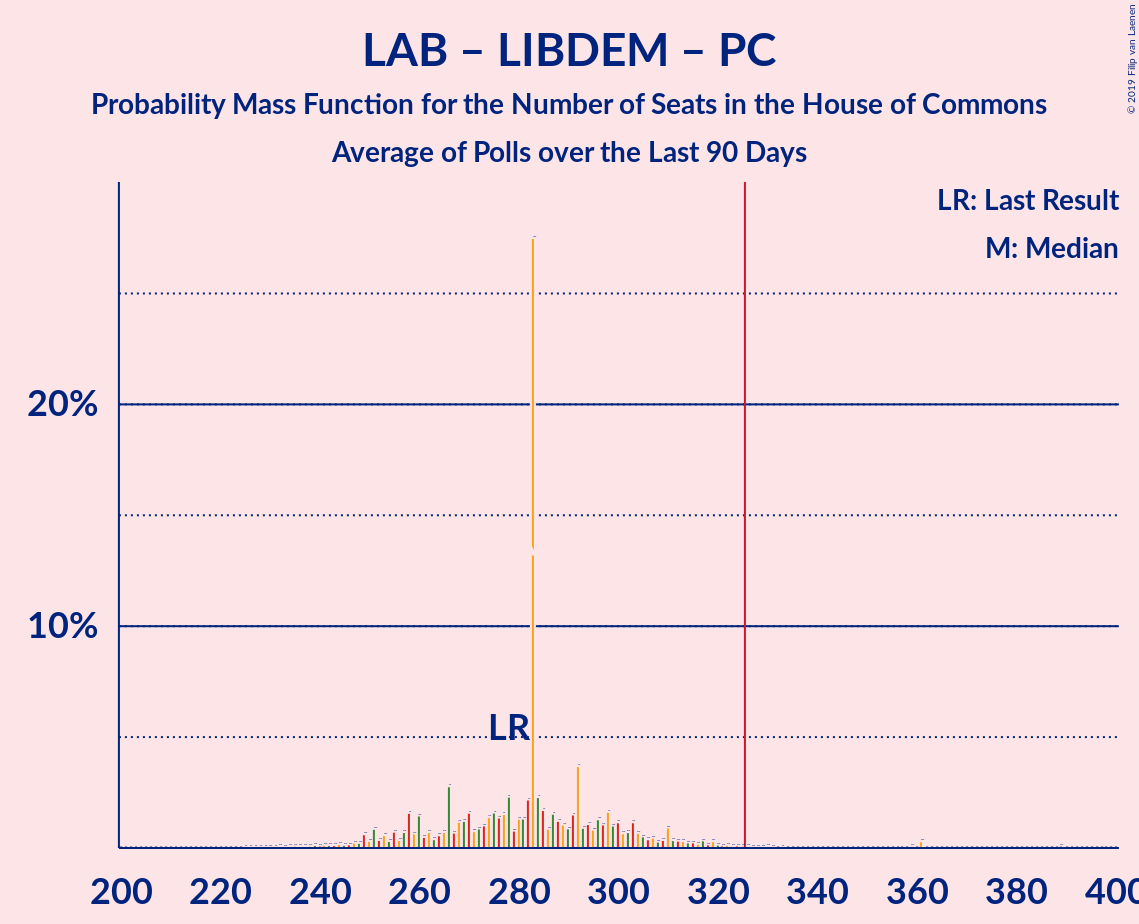 LAB – LIBDEM – PC
Probability Mass Function for the Number of Seats in the House of Commons
Average of Polls over the Last 90 Days
© 2019 Filip van Laenen
LR: Last Result
M: Median
20%
10%
LR
200 220 240 260 280 300 320 340 360 380 400